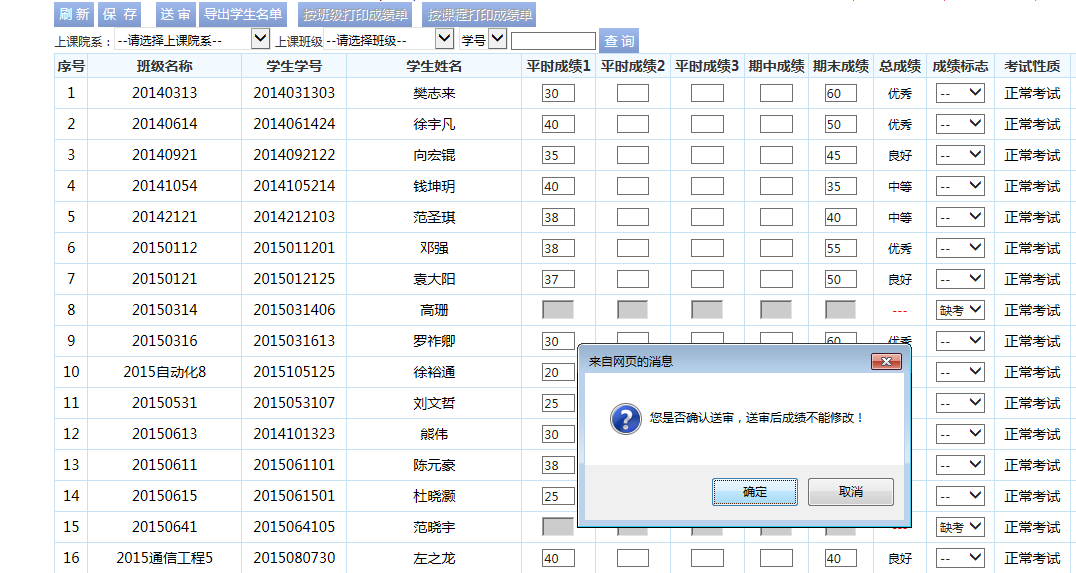 刷 新 保 存 送 审 导出学生名单 按班级打印成绩单 按课程打印成绩单
上课院系： --请选择上课院系-- 上课班级 --请选择班级-- 学号 查 询
序号 班级名称 学生学号 学生姓名 平时成绩1 平时成绩2 平时成绩3 期中成绩 期末成绩 总成绩 成绩标志 考试性质
1 20140313 2014031303 樊志来 30 60 优秀 -- 正常考试
2 20140614 2014061424 徐宇凡 40 50 优秀 -- 正常考试
3 20140921 2014092122 向宏锟 35 45 良好 -- 正常考试
4 20141054 2014105214 钱坤玥 40 35 中等 -- 正常考试
5 20142121 2014212103 范圣琪 38 40 中等 -- 正常考试
6 20150112 2015011201 邓强 38 55 优秀 -- 正常考试
7 20150121 2015012125 袁大阳 37 50 良好 -- 正常考试
8 20150314 2015031406 高珊 --- 缺考 正常考试
9 20150316 2015031613 罗祚卿 30 60 优秀 -- 正常考试
10 2015自动化8 2015105125 徐裕通 20 -- 正常考试
11 20150531 2015053107 刘文哲 25 -- 正常考试
12 20150613 2014101323 熊伟 30 -- 正常考试
13 20150611 2015061101 陈元豪 38 -- 正常考试
14 20150615 2015061501 杜晓灏 25 -- 正常考试
15 20150641 2015064105 范晓宇 --- 缺考 正常考试
16 2015通信工程5 2015080730 左之龙 40 40 良好 -- 正常考试
来自网页的消息
您是否确认送审，送审后成绩不能修改！
确定 取消